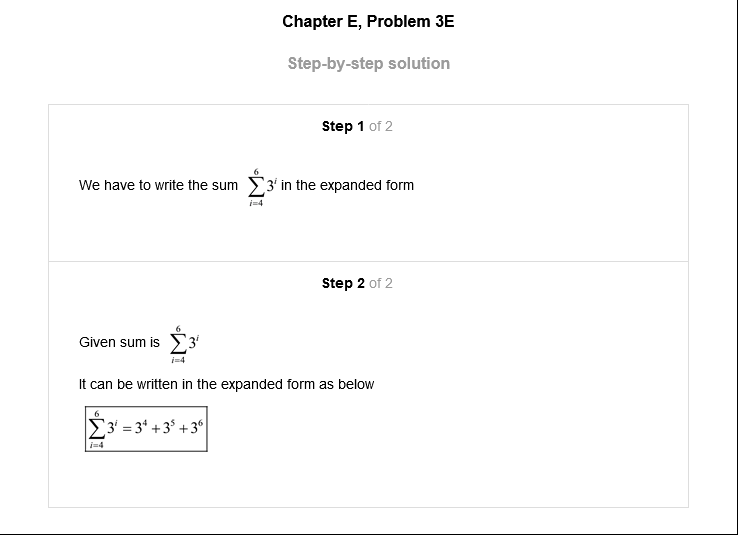 Chapter E, Problem 3E
Step-by-step solution
Step 1 of 2
We have to write the sum $\sum_{i=4}^{6} 3^i$ in the expanded form
Step 2 of 2
Given sum is $\sum_{i=4}^{6} 3^i$
It can be written in the expanded form as below
$\sum_{i=4}^{6} 3^i = 3^4 + 3^5 + 3^6$